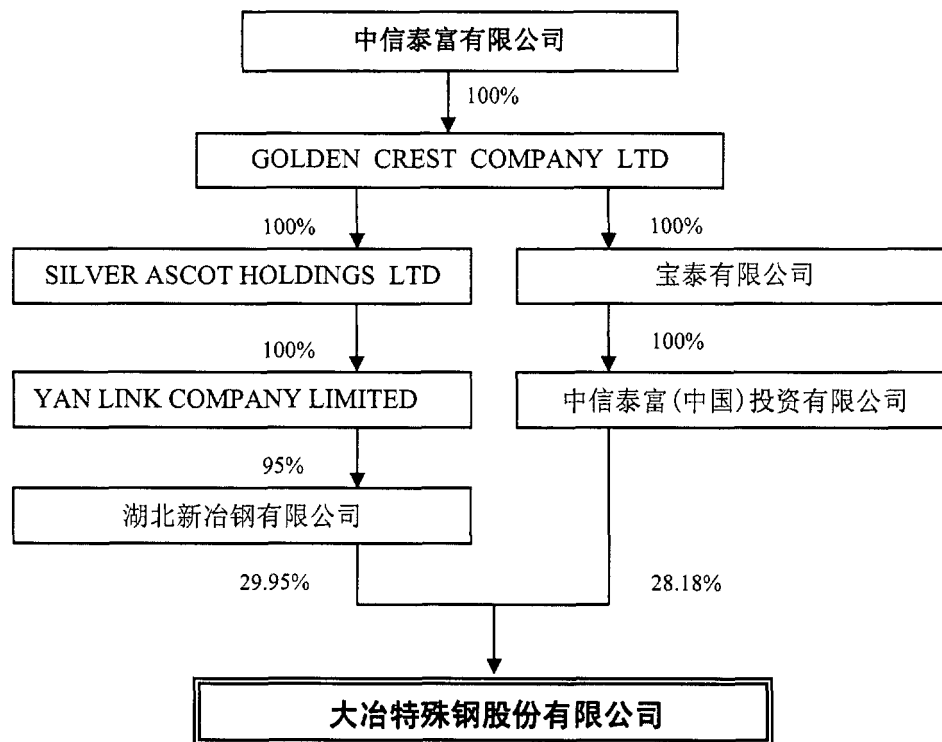 中信泰富有限公司
100%
GOLDEN CREST COMPANY LTD
100% 100%
SILVER ASCOT HOLDINGS LTD 宝泰有限公司
100% 100%
YAN LINK COMPANY LIMITED 中信泰富(中国)投资有限公司
95%
湖北新冶钢有限公司
29.95% 28.18%
大冶特殊钢股份有限公司